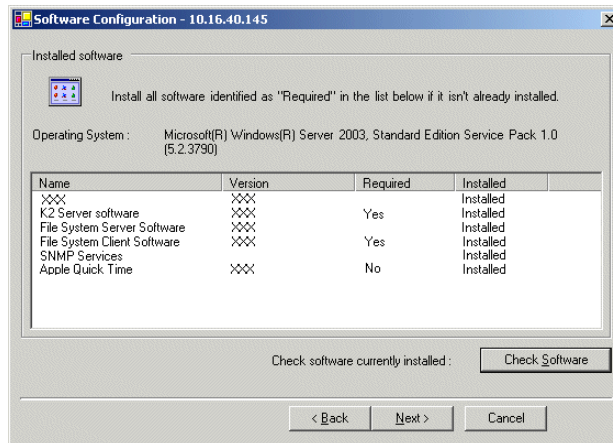 Software Configuration - 10.16.40.145
Installed software
Install all software identified as "Required" in the list below if it isn't already installed.
Operating System : Microsoft(R) Windows(R) Server 2003, Standard Edition Service Pack 1.0
(5.2.3790)
Name Version Required Installed
XXX XXX Installed
K2 Server software XXX Yes Installed
File System Server Software XXX Installed
File System Client Software XXX Yes Installed
SNMP Services Installed
Apple Quick Time XXX No Installed
Check software currently installed : Check Software
< Back Next > Cancel